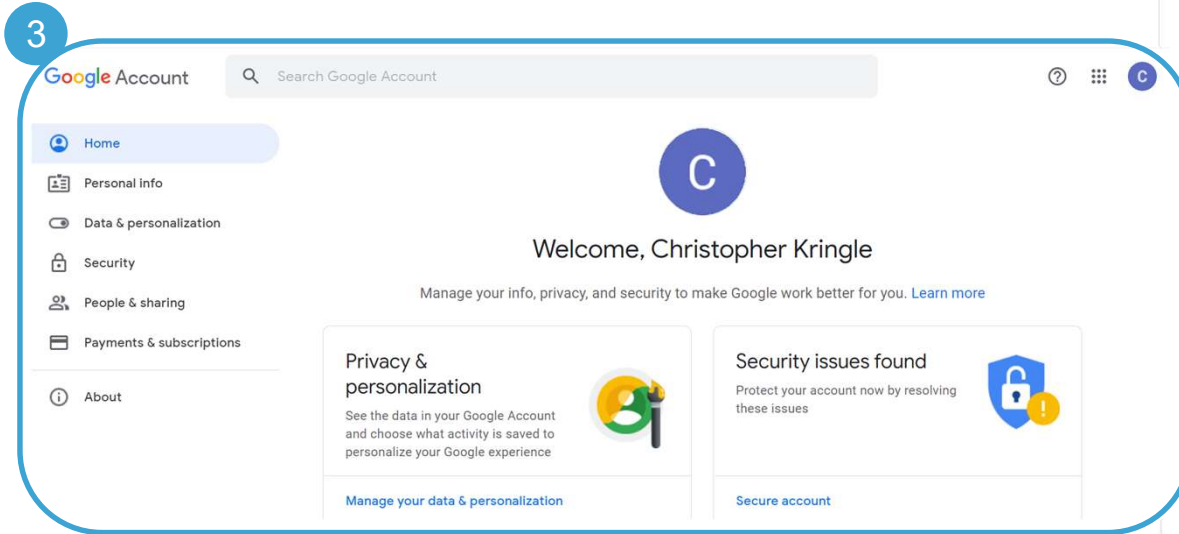 3
Google Account
Search Google Account
C
Home
Personal info
Data & personalization
Security
People & sharing
Payments & subscriptions
About
C
Welcome, Christopher Kringle
Manage your info, privacy, and security to make Google work better for you. Learn more
Privacy &
personalization
See the data in your Google Account
and choose what activity is saved to
personalize your Google experience
Manage your data & personalization
Security issues found
Protect your account now by resolving
these issues
Secure account